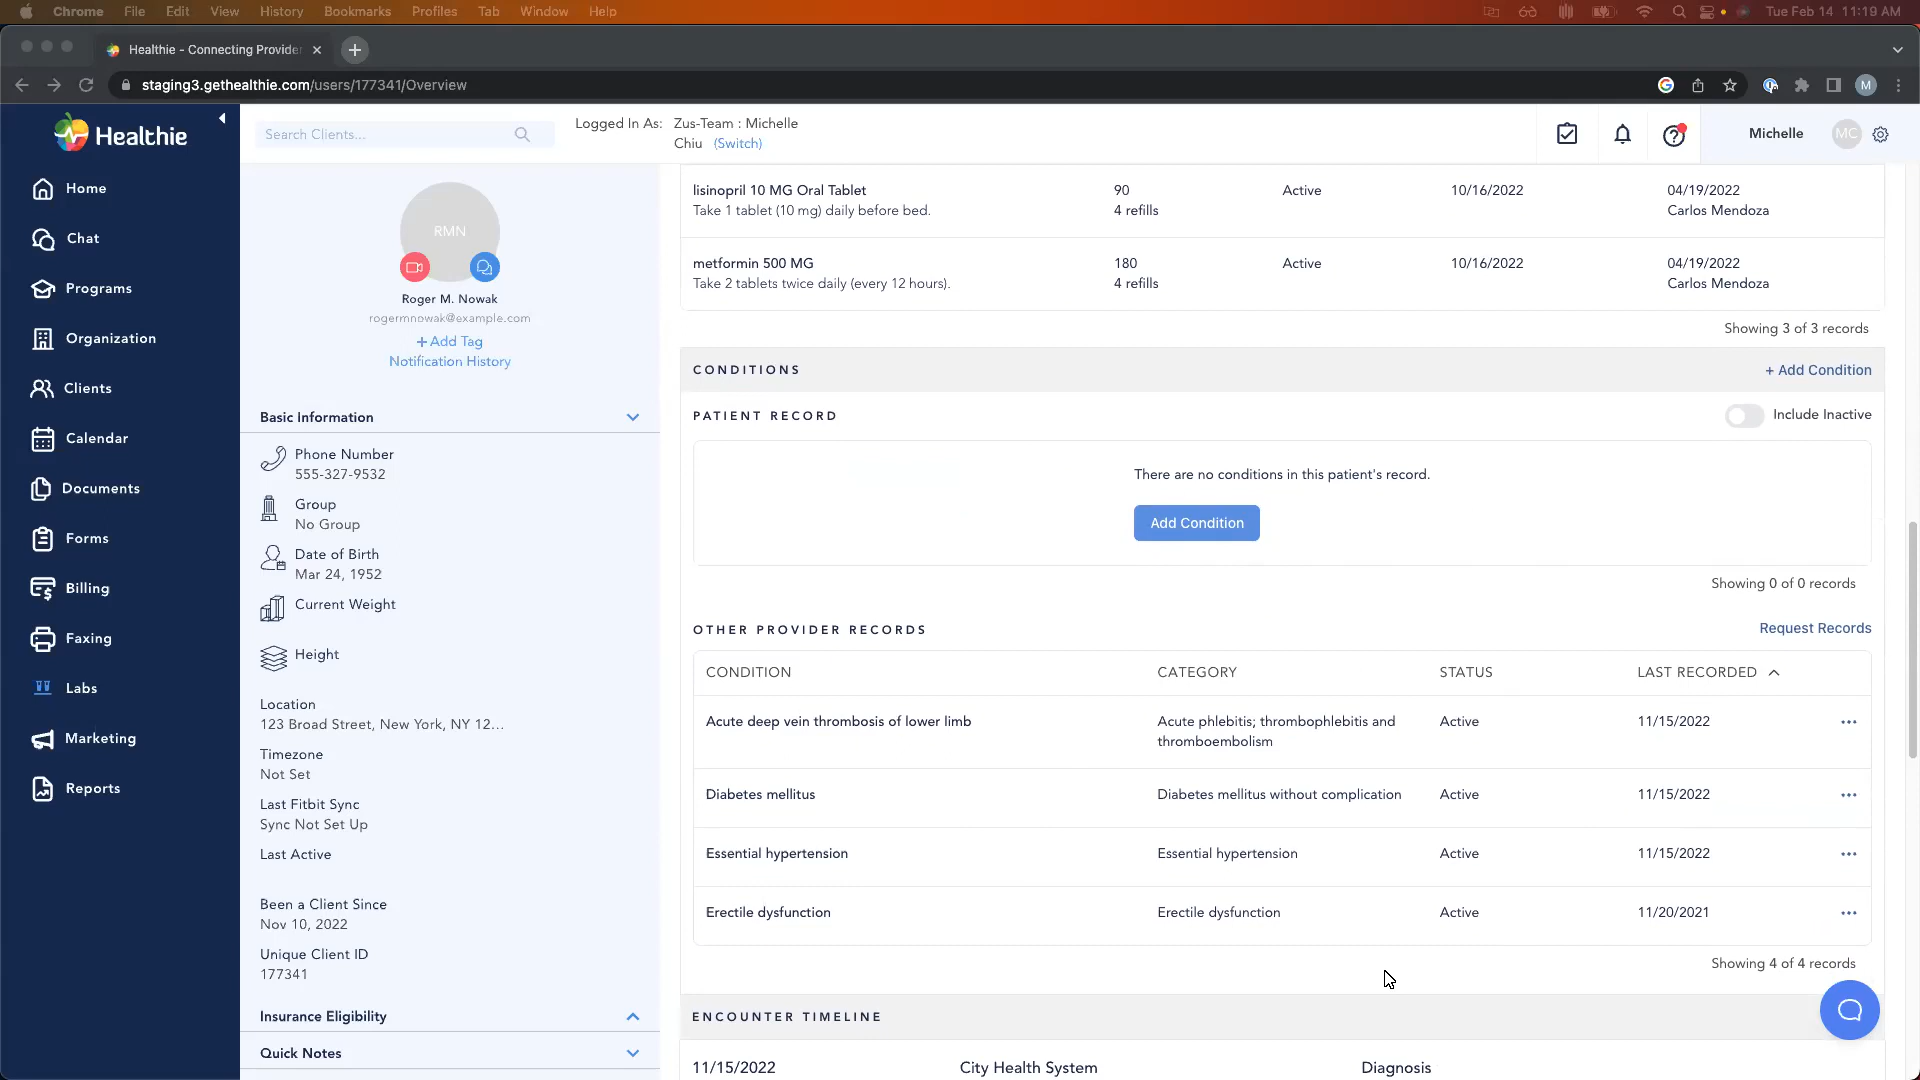 Chrome File Edit View History Bookmarks Profiles Tab Window Help
Tue Feb 14 11:19 AM
Healthie - Connecting Provider
staging3.gethealthie.com/users/177341/Overview
M
Healthie
Search Clients...
Logged In As: Zus-Team : Michelle
Chiu (Switch)
Michelle
MC
Home
Chat
Programs
Organization
Clients
Calendar
Documents
Forms
Billing
Faxing
Labs
Marketing
Reports
RMN
Roger M. Nowak
rogermnowak@example.com
+ Add Tag
Notification History
Basic Information
Phone Number
555-327-9532
Group
No Group
Date of Birth
Mar 24, 1952
Current Weight
Height
Location
123 Broad Street, New York, NY 12...
Timezone
Not Set
Last Fitbit Sync
Sync Not Set Up
Last Active
Been a Client Since
Nov 10, 2022
Unique Client ID
177341
Insurance Eligibility
Quick Notes
lisinopril 10 MG Oral Tablet 90 Active 10/16/2022 04/19/2022
Take 1 tablet (10 mg) daily before bed. 4 refills Carlos Mendoza
metformin 500 MG 180 Active 10/16/2022 04/19/2022
Take 2 tablets twice daily (every 12 hours). 4 refills Carlos Mendoza
Showing 3 of 3 records
CONDITIONS + Add Condition
PATIENT RECORD Include Inactive
There are no conditions in this patient's record.
Add Condition
Showing 0 of 0 records
OTHER PROVIDER RECORDS Request Records
CONDITION CATEGORY STATUS LAST RECORDED
Acute deep vein thrombosis of lower limb Acute phlebitis; thrombophlebitis and Active 11/15/2022
thromboembolism
Diabetes mellitus Diabetes mellitus without complication Active 11/15/2022
Essential hypertension Essential hypertension Active 11/15/2022
Erectile dysfunction Erectile dysfunction Active 11/20/2021
Showing 4 of 4 records
ENCOUNTER TIMELINE
11/15/2022 City Health System Diagnosis